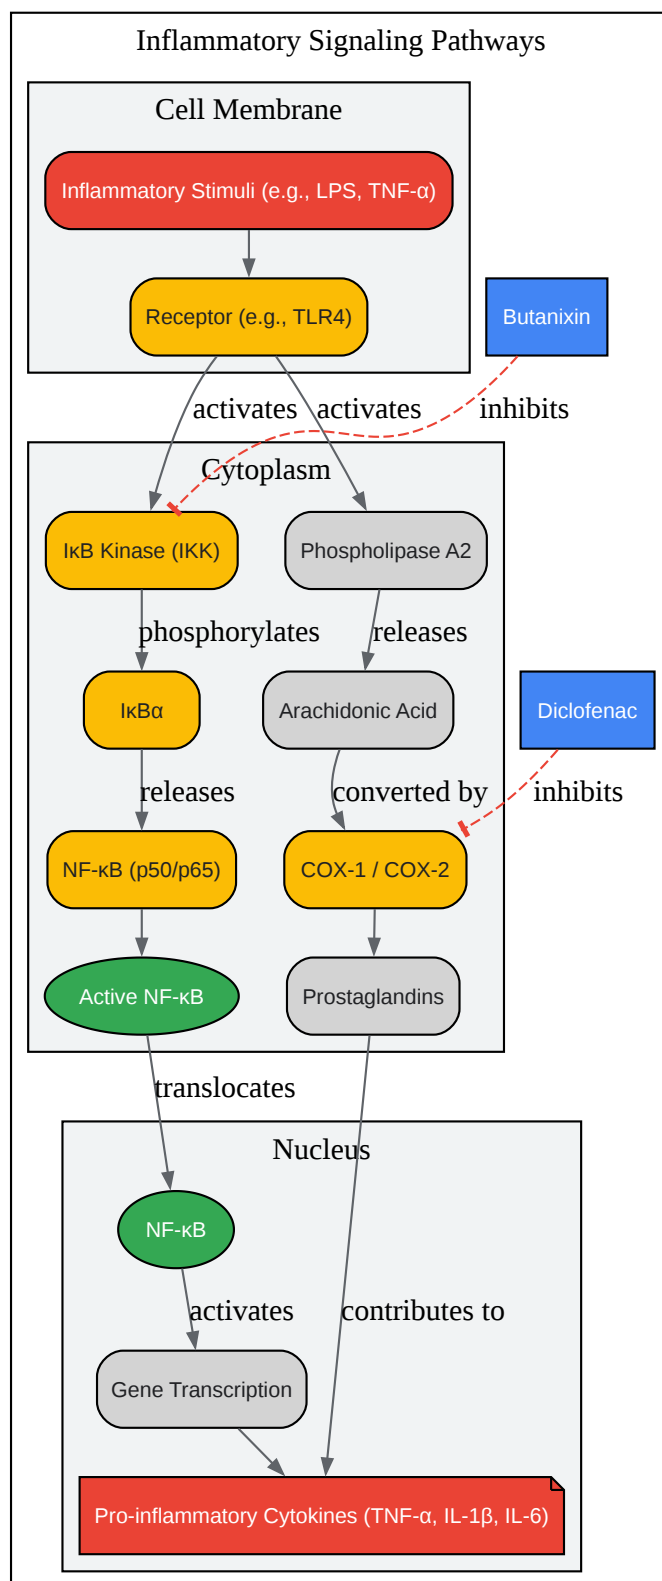 Inflammatory Signaling Pathways
Cell Membrane
Inflammatory Stimuli (e.g., LPS, TNF-α)
Receptor (e.g., TLR4)
Butanixin
activates
activates
inhibits
Cytoplasm
IκB Kinase (IKK)
Phospholipase A2
phosphorylates
releases
IκBα
Arachidonic Acid
Diclofenac
releases
converted by
inhibits
NF-κB (p50/p65)
COX-1 / COX-2
Active NF-κB
Prostaglandins
translocates
Nucleus
NF-κB
activates
contributes to
Gene Transcription
Pro-inflammatory Cytokines (TNF-α, IL-1β, IL-6)